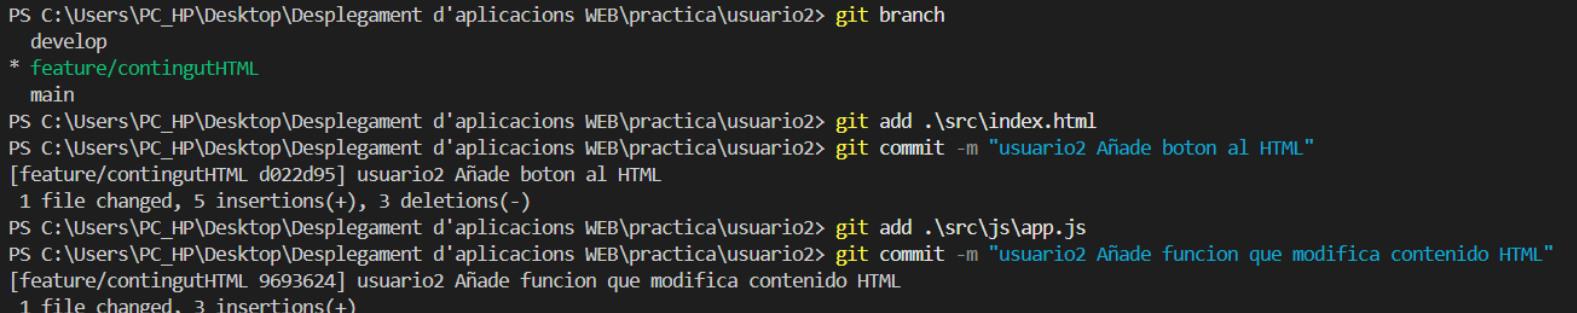 PS C:\Users\PC_HP\Desktop\Desplegament d'aplicacions WEB\practica\usuario2> git branch
  develop
* feature/contingutHTML
  main
PS C:\Users\PC_HP\Desktop\Desplegament d'aplicacions WEB\practica\usuario2> git add .\src\index.html
PS C:\Users\PC_HP\Desktop\Desplegament d'aplicacions WEB\practica\usuario2> git commit -m "usuario2 Añade boton al HTML"
[feature/contingutHTML d022d95] usuario2 Añade boton al HTML
 1 file changed, 5 insertions(+), 3 deletions(-)
PS C:\Users\PC_HP\Desktop\Desplegament d'aplicacions WEB\practica\usuario2> git add .\src\js\app.js
PS C:\Users\PC_HP\Desktop\Desplegament d'aplicacions WEB\practica\usuario2> git commit -m "usuario2 Añade funcion que modifica contenido HTML"
[feature/contingutHTML 9693624] usuario2 Añade funcion que modifica contenido HTML
 1 file changed, 3 insertions(+)